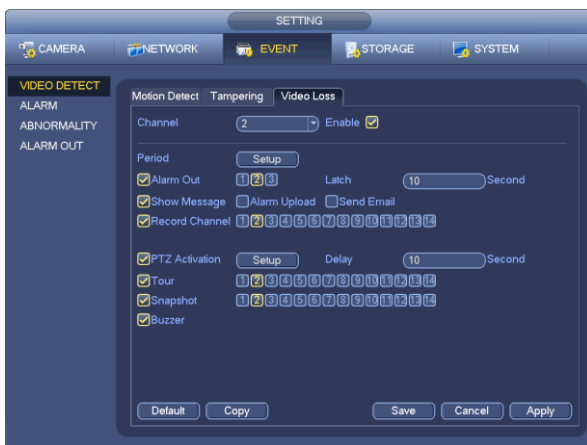 SETTING
CAMERA NETWORK EVENT STORAGE SYSTEM
VIDEO DETECT
ALARM
ABNORMALITY
ALARM OUT
Motion Detect Tampering Video Loss
Channel 2 Enable
Period Setup
Alarm Out 1 2 3 Latch 10 Second
Show Message Alarm Upload Send Email
Record Channel 1 2 3 4 5 6 7 8 9 10 11 12 13 14
PTZ Activation Setup Delay 10 Second
Tour 1 2 3 4 5 6 7 8 9 10 11 12 13 14
Snapshot 1 2 3 4 5 6 7 8 9 10 11 12 13 14
Buzzer
Default Copy Save Cancel Apply